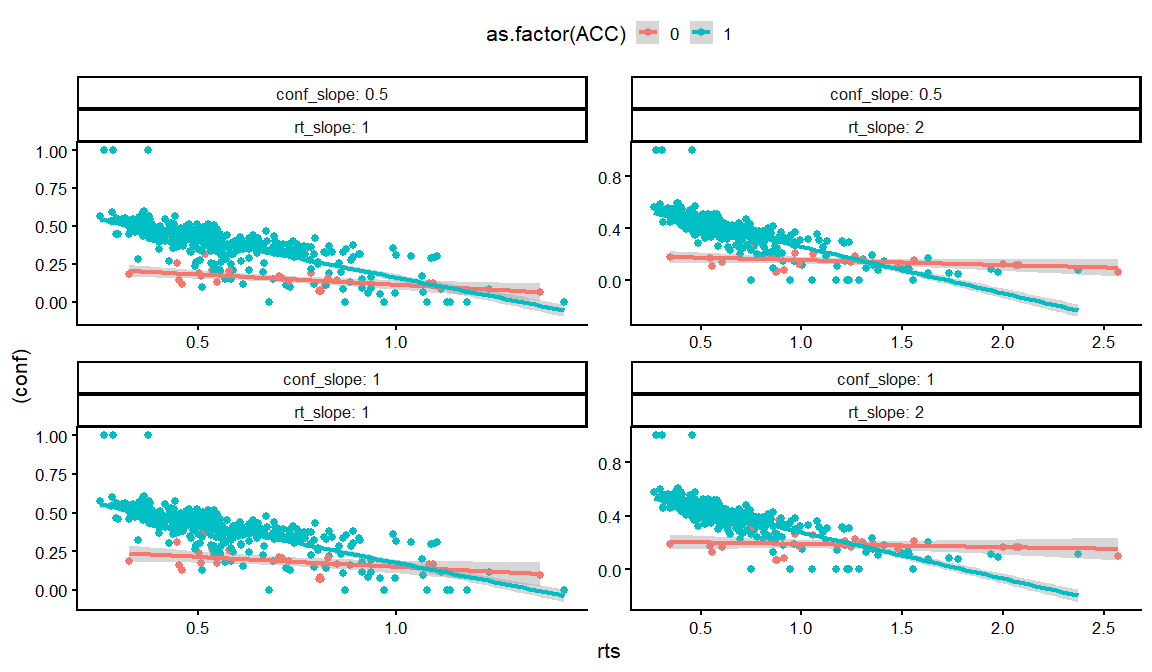 as.factor(ACC) 0 1
conf_slope: 0.5
rt_slope: 1
1.00
0.75
0.50
0.25
0.00
0.5 1.0
conf_slope: 0.5
rt_slope: 2
0.8
0.4
0.0
0.5 1.0 1.5 2.0 2.5
(conf)
conf_slope: 1
rt_slope: 1
1.00
0.75
0.50
0.25
0.00
0.5 1.0
conf_slope: 1
rt_slope: 2
0.8
0.4
0.0
0.5 1.0 1.5 2.0 2.5
rts